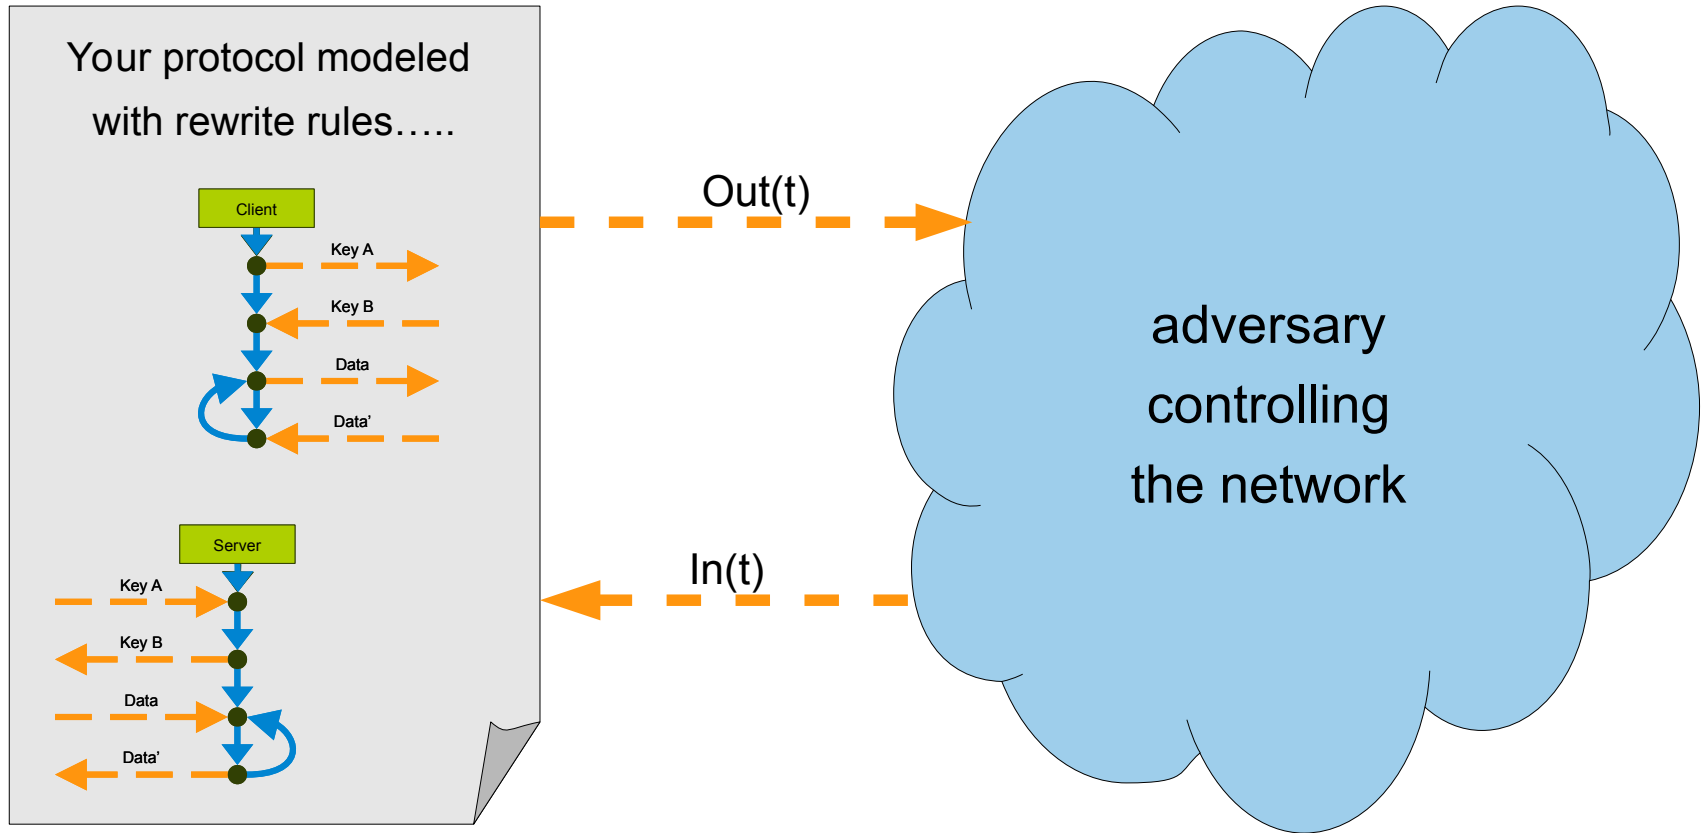 Your protocol modeled
with rewrite rules…..
Client
Key A
Key B
Data
Data’
Server
Key A
Key B
Data
Data’
Out(t)
In(t)
adversary
controlling
the network